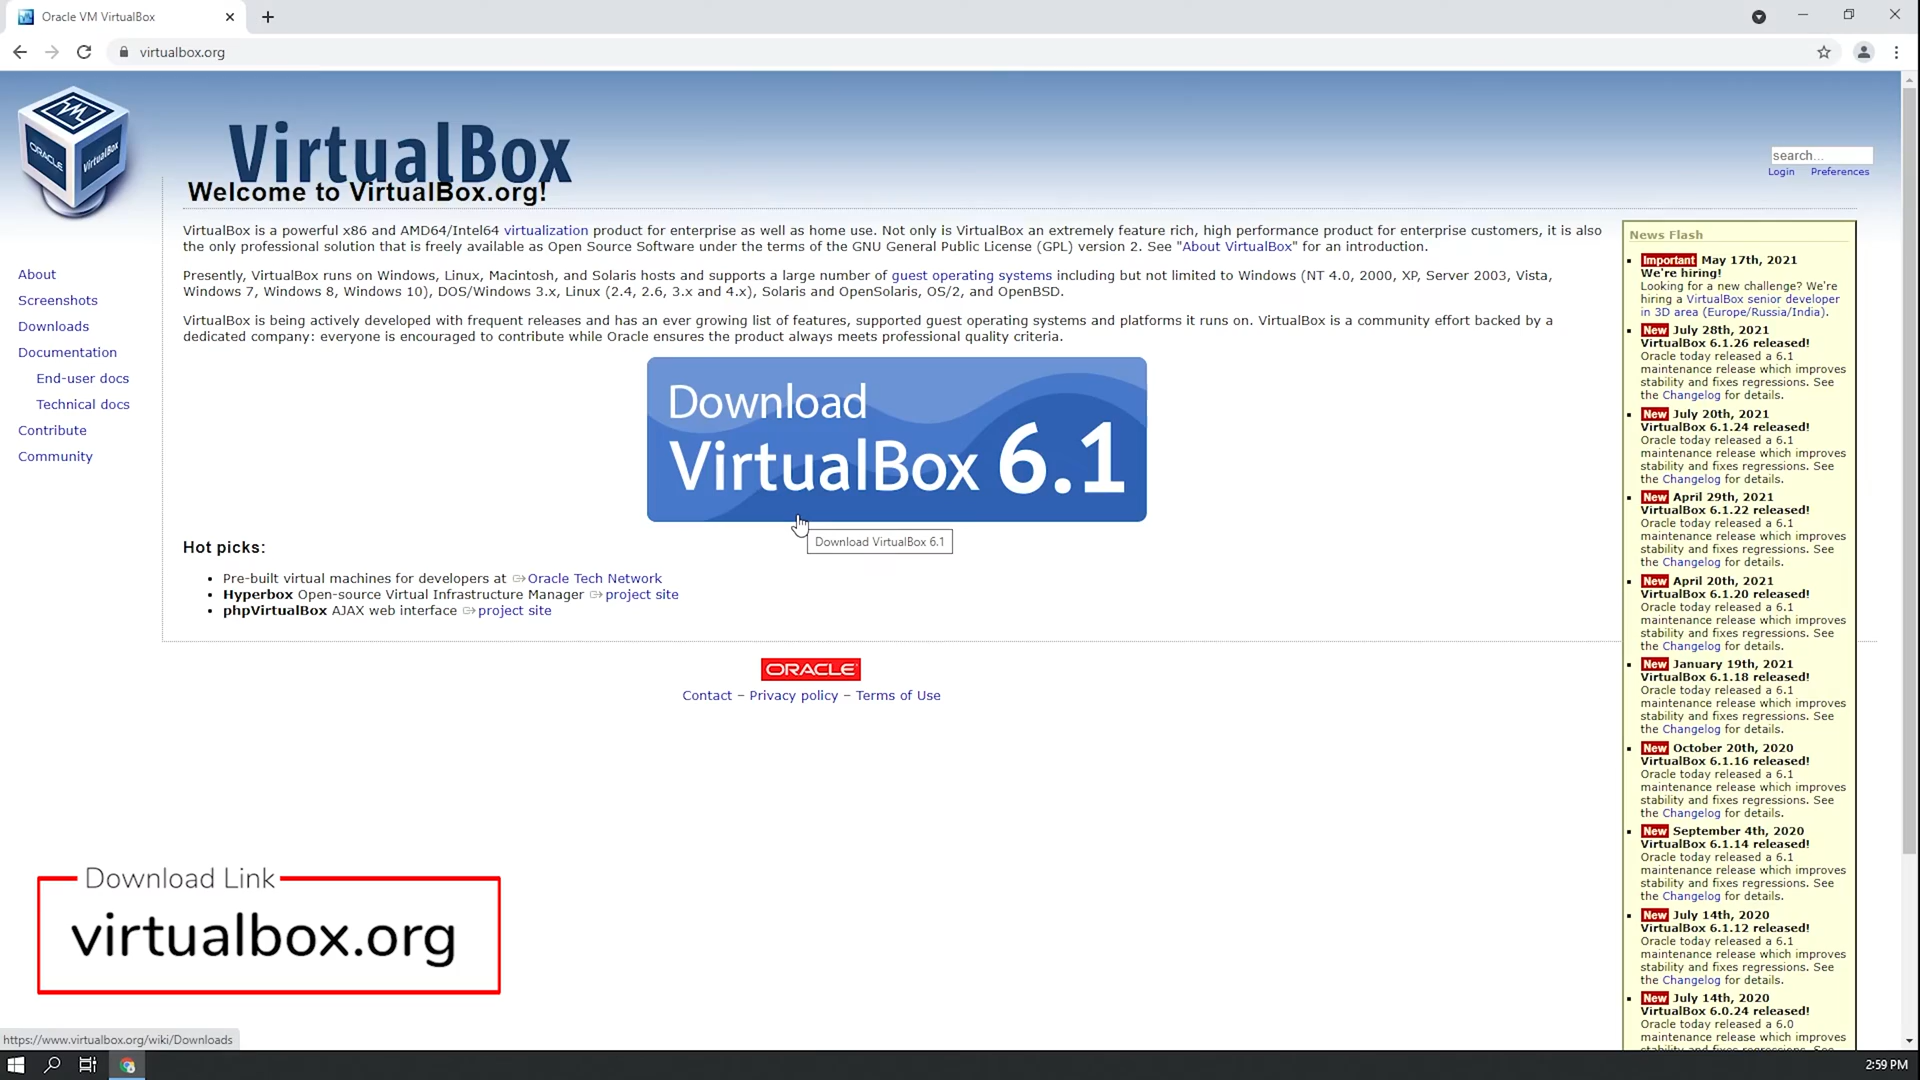 Oracle VM VirtualBox
virtualbox.org
ORACLE
VirtualBox
VirtualBox
Welcome to VirtualBox.org!
search...
Login Preferences
About
Screenshots
Downloads
Documentation
End-user docs
Technical docs
Contribute
Community
VirtualBox is a powerful x86 and AMD64/Intel64 virtualization product for enterprise as well as home use. Not only is VirtualBox an extremely feature rich, high performance product for enterprise customers, it is also
the only professional solution that is freely available as Open Source Software under the terms of the GNU General Public License (GPL) version 2. See "About VirtualBox" for an introduction.
Presently, VirtualBox runs on Windows, Linux, Macintosh, and Solaris hosts and supports a large number of guest operating systems including but not limited to Windows (NT 4.0, 2000, XP, Server 2003, Vista,
Windows 7, Windows 8, Windows 10), DOS/Windows 3.x, Linux (2.4, 2.6, 3.x and 4.x), Solaris and OpenSolaris, OS/2, and OpenBSD.
VirtualBox is being actively developed with frequent releases and has an ever growing list of features, supported guest operating systems and platforms it runs on. VirtualBox is a community effort backed by a
dedicated company: everyone is encouraged to contribute while Oracle ensures the product always meets professional quality criteria.
Download
VirtualBox 6.1
Download VirtualBox 6.1
Hot picks:
Pre-built virtual machines for developers at Oracle Tech Network
Hyperbox Open-source Virtual Infrastructure Manager project site
phpVirtualBox AJAX web interface project site
ORACLE
Contact – Privacy policy – Terms of Use
News Flash
Important May 17th, 2021
We're hiring!
Looking for a new challenge? We're
hiring a VirtualBox senior developer
in 3D area (Europe/Russia/India).
New July 28th, 2021
VirtualBox 6.1.26 released!
Oracle today released a 6.1
maintenance release which improves
stability and fixes regressions. See
the Changelog for details.
New July 20th, 2021
VirtualBox 6.1.24 released!
Oracle today released a 6.1
maintenance release which improves
stability and fixes regressions. See
the Changelog for details.
New April 29th, 2021
VirtualBox 6.1.22 released!
Oracle today released a 6.1
maintenance release which improves
stability and fixes regressions. See
the Changelog for details.
New April 20th, 2021
VirtualBox 6.1.20 released!
Oracle today released a 6.1
maintenance release which improves
stability and fixes regressions. See
the Changelog for details.
New January 19th, 2021
VirtualBox 6.1.18 released!
Oracle today released a 6.1
maintenance release which improves
stability and fixes regressions. See
the Changelog for details.
New October 20th, 2020
VirtualBox 6.1.16 released!
Oracle today released a 6.1
maintenance release which improves
stability and fixes regressions. See
the Changelog for details.
New September 4th, 2020
VirtualBox 6.1.14 released!
Oracle today released a 6.1
maintenance release which improves
stability and fixes regressions. See
the Changelog for details.
New July 14th, 2020
VirtualBox 6.1.12 released!
Oracle today released a 6.1
maintenance release which improves
stability and fixes regressions. See
the Changelog for details.
New July 14th, 2020
VirtualBox 6.0.24 released!
Oracle today released a 6.0
maintenance release which improves
stability and fixes regressions. See
Download Link
virtualbox.org
https://www.virtualbox.org/wiki/Downloads
2:59 PM